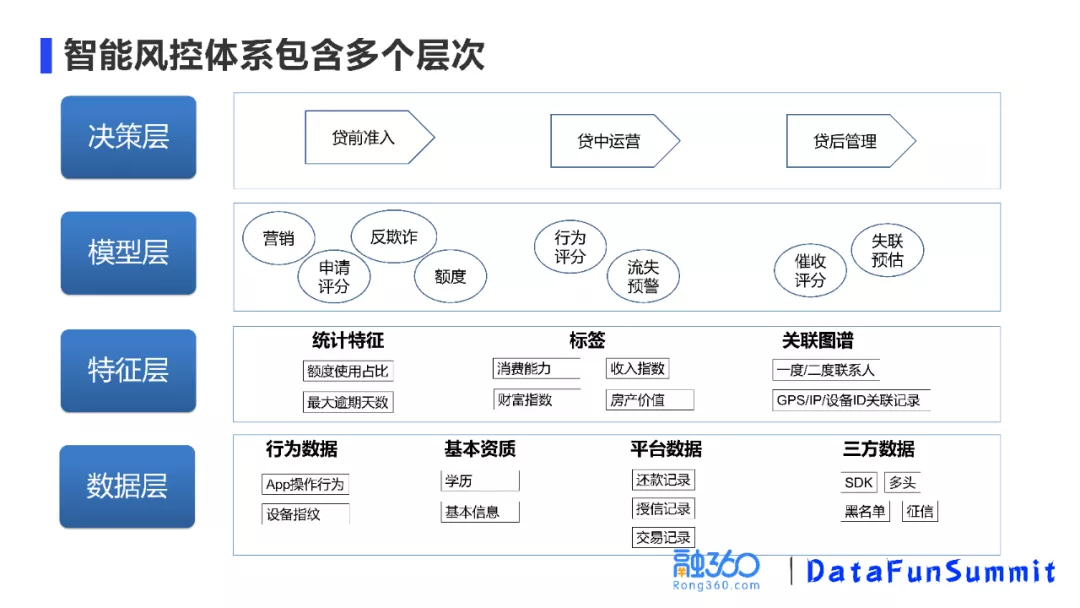 智能风控体系包含多个层次
决策层
贷前准入
贷中运营
贷后管理
模型层
营销
反欺诈
申请
评分
额度
行为
评分
流失
预警
催收
评分
失联
预估
特征层
统计特征
额度使用占比
最大逾期天数
标签
消费能力
收入指数
财富指数
房产价值
关联图谱
一度/二度联系人
GPS/IP/设备ID关联记录
数据层
行为数据
App操作行为
设备指纹
基本资质
学历
基本信息
平台数据
还款记录
授信记录
交易记录
三方数据
SDK
多头
黑名单
征信
融360
Rong360.com
DataFunSummit